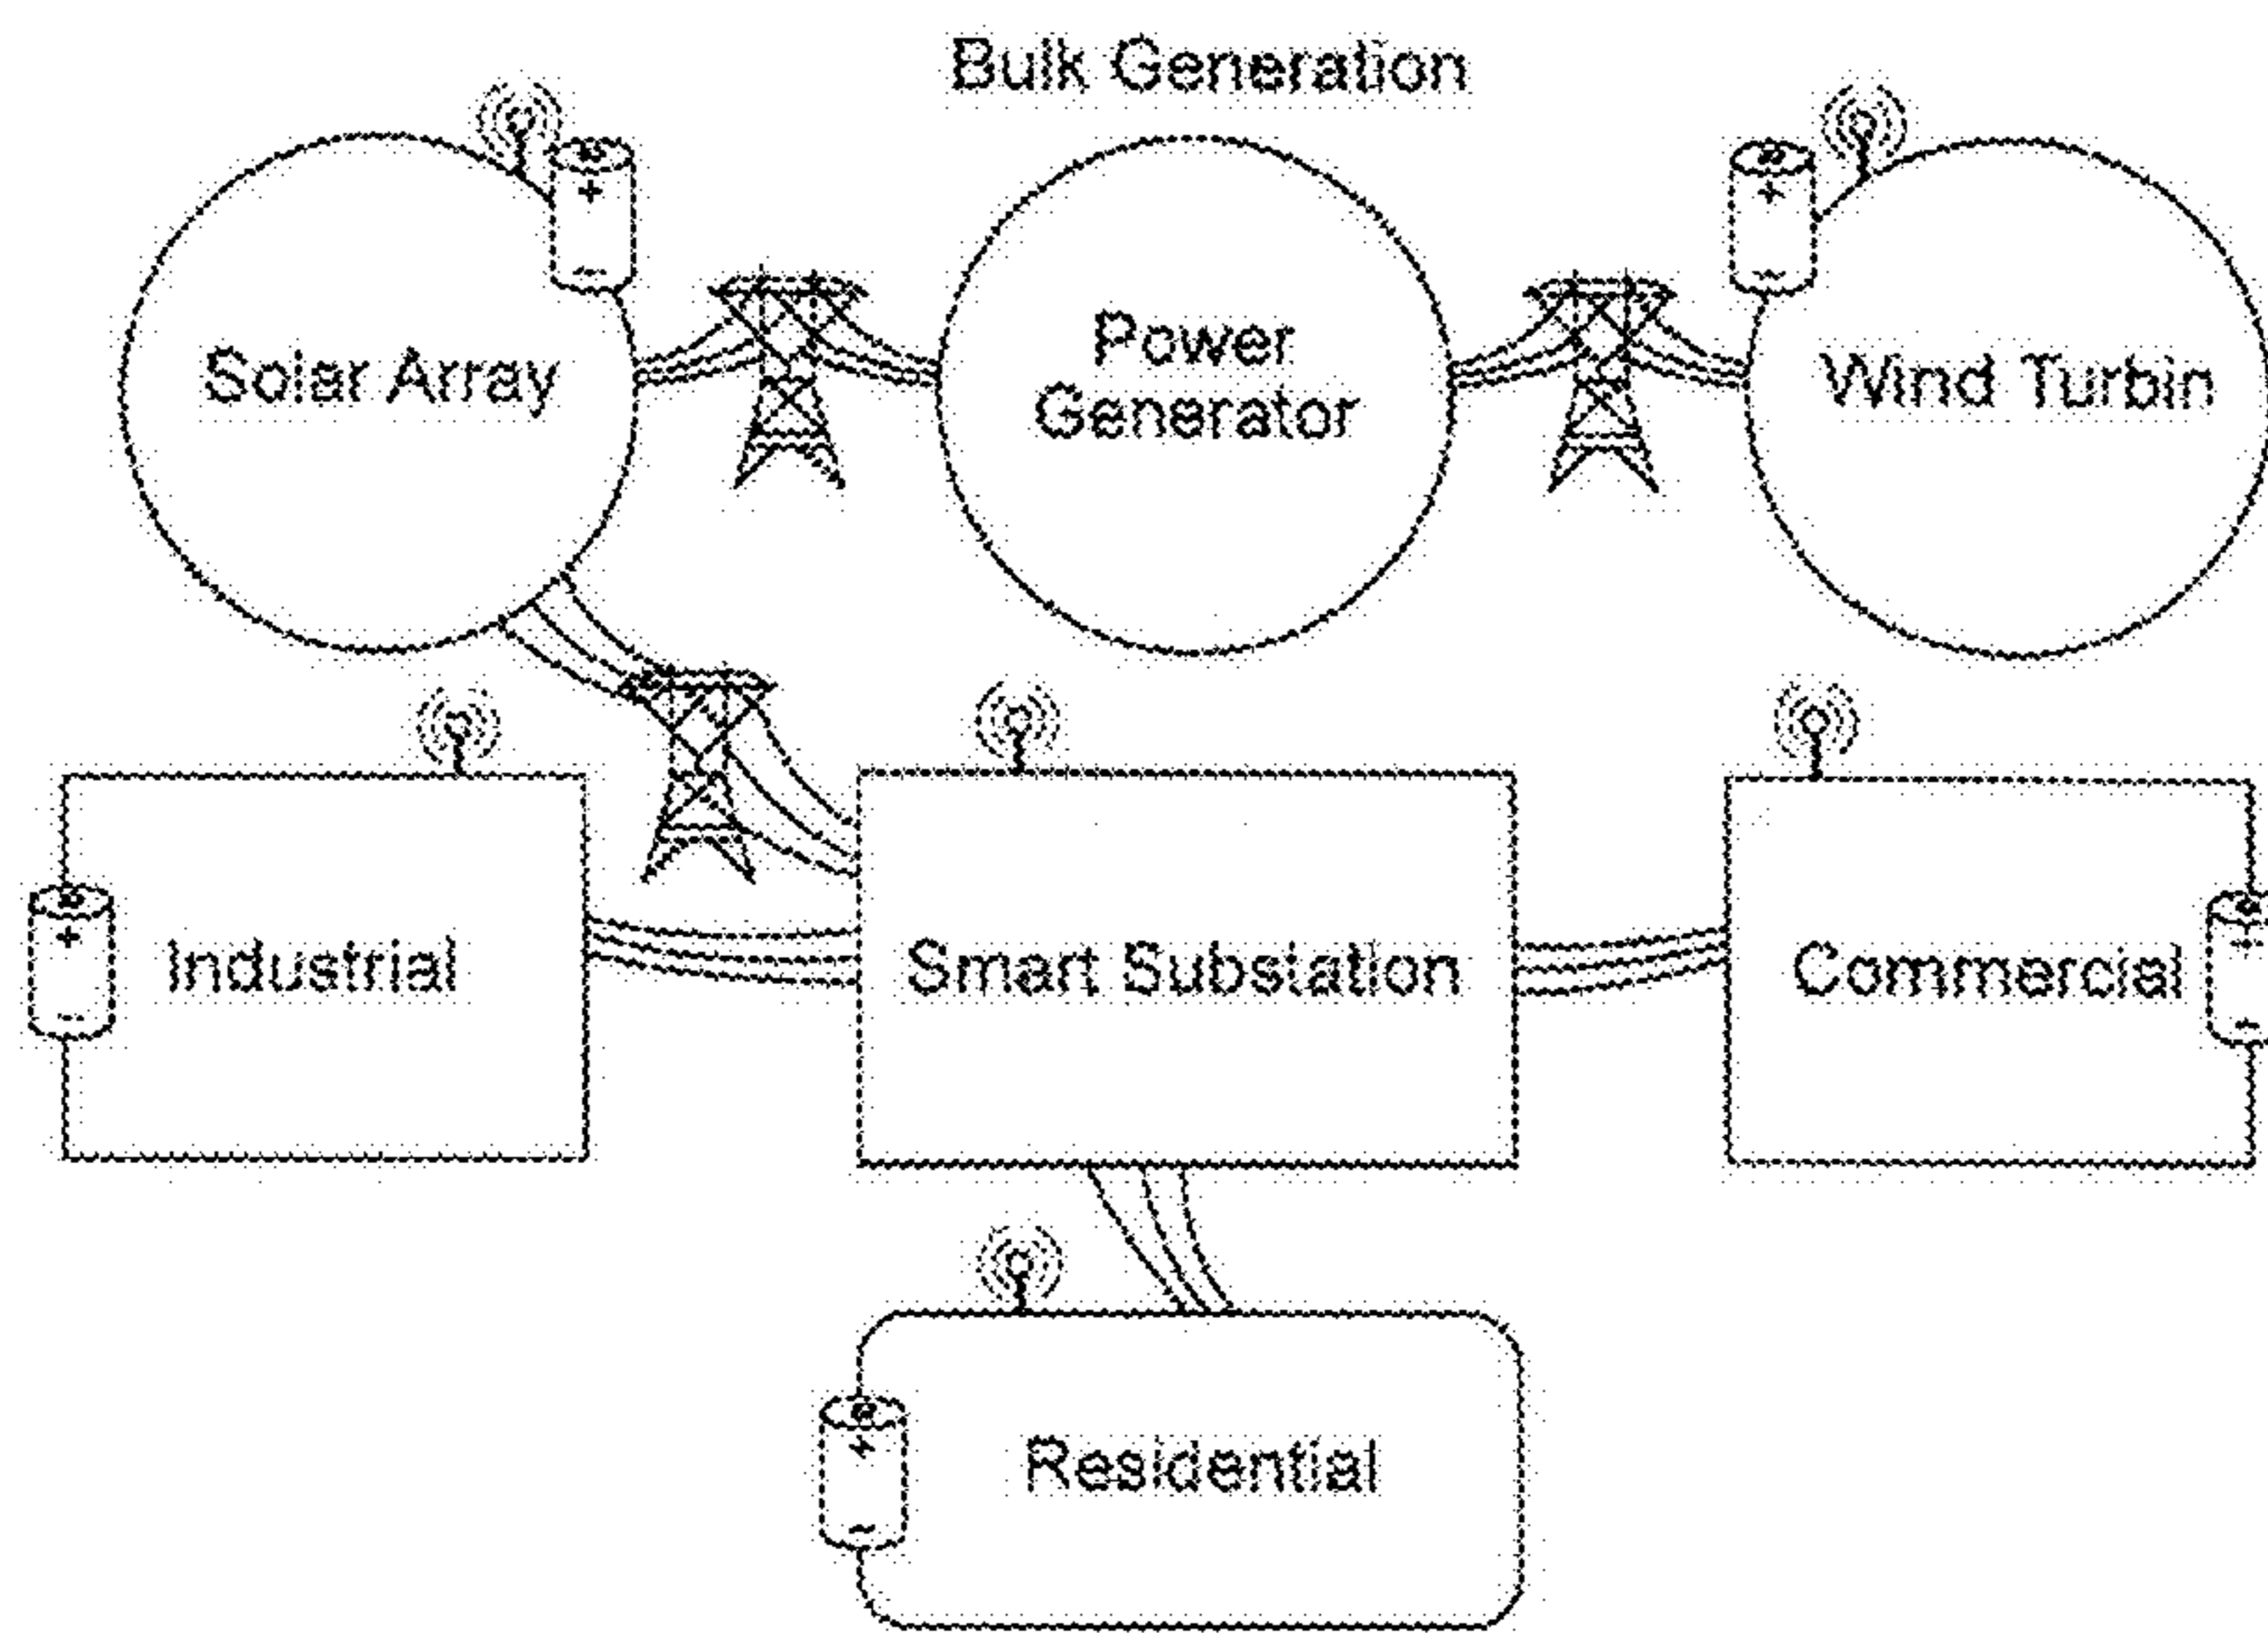 Bulk Generation
Solar Array
Power
Generator
Wind Turbin
Industrial
Smart Substation
Commercial
Residential